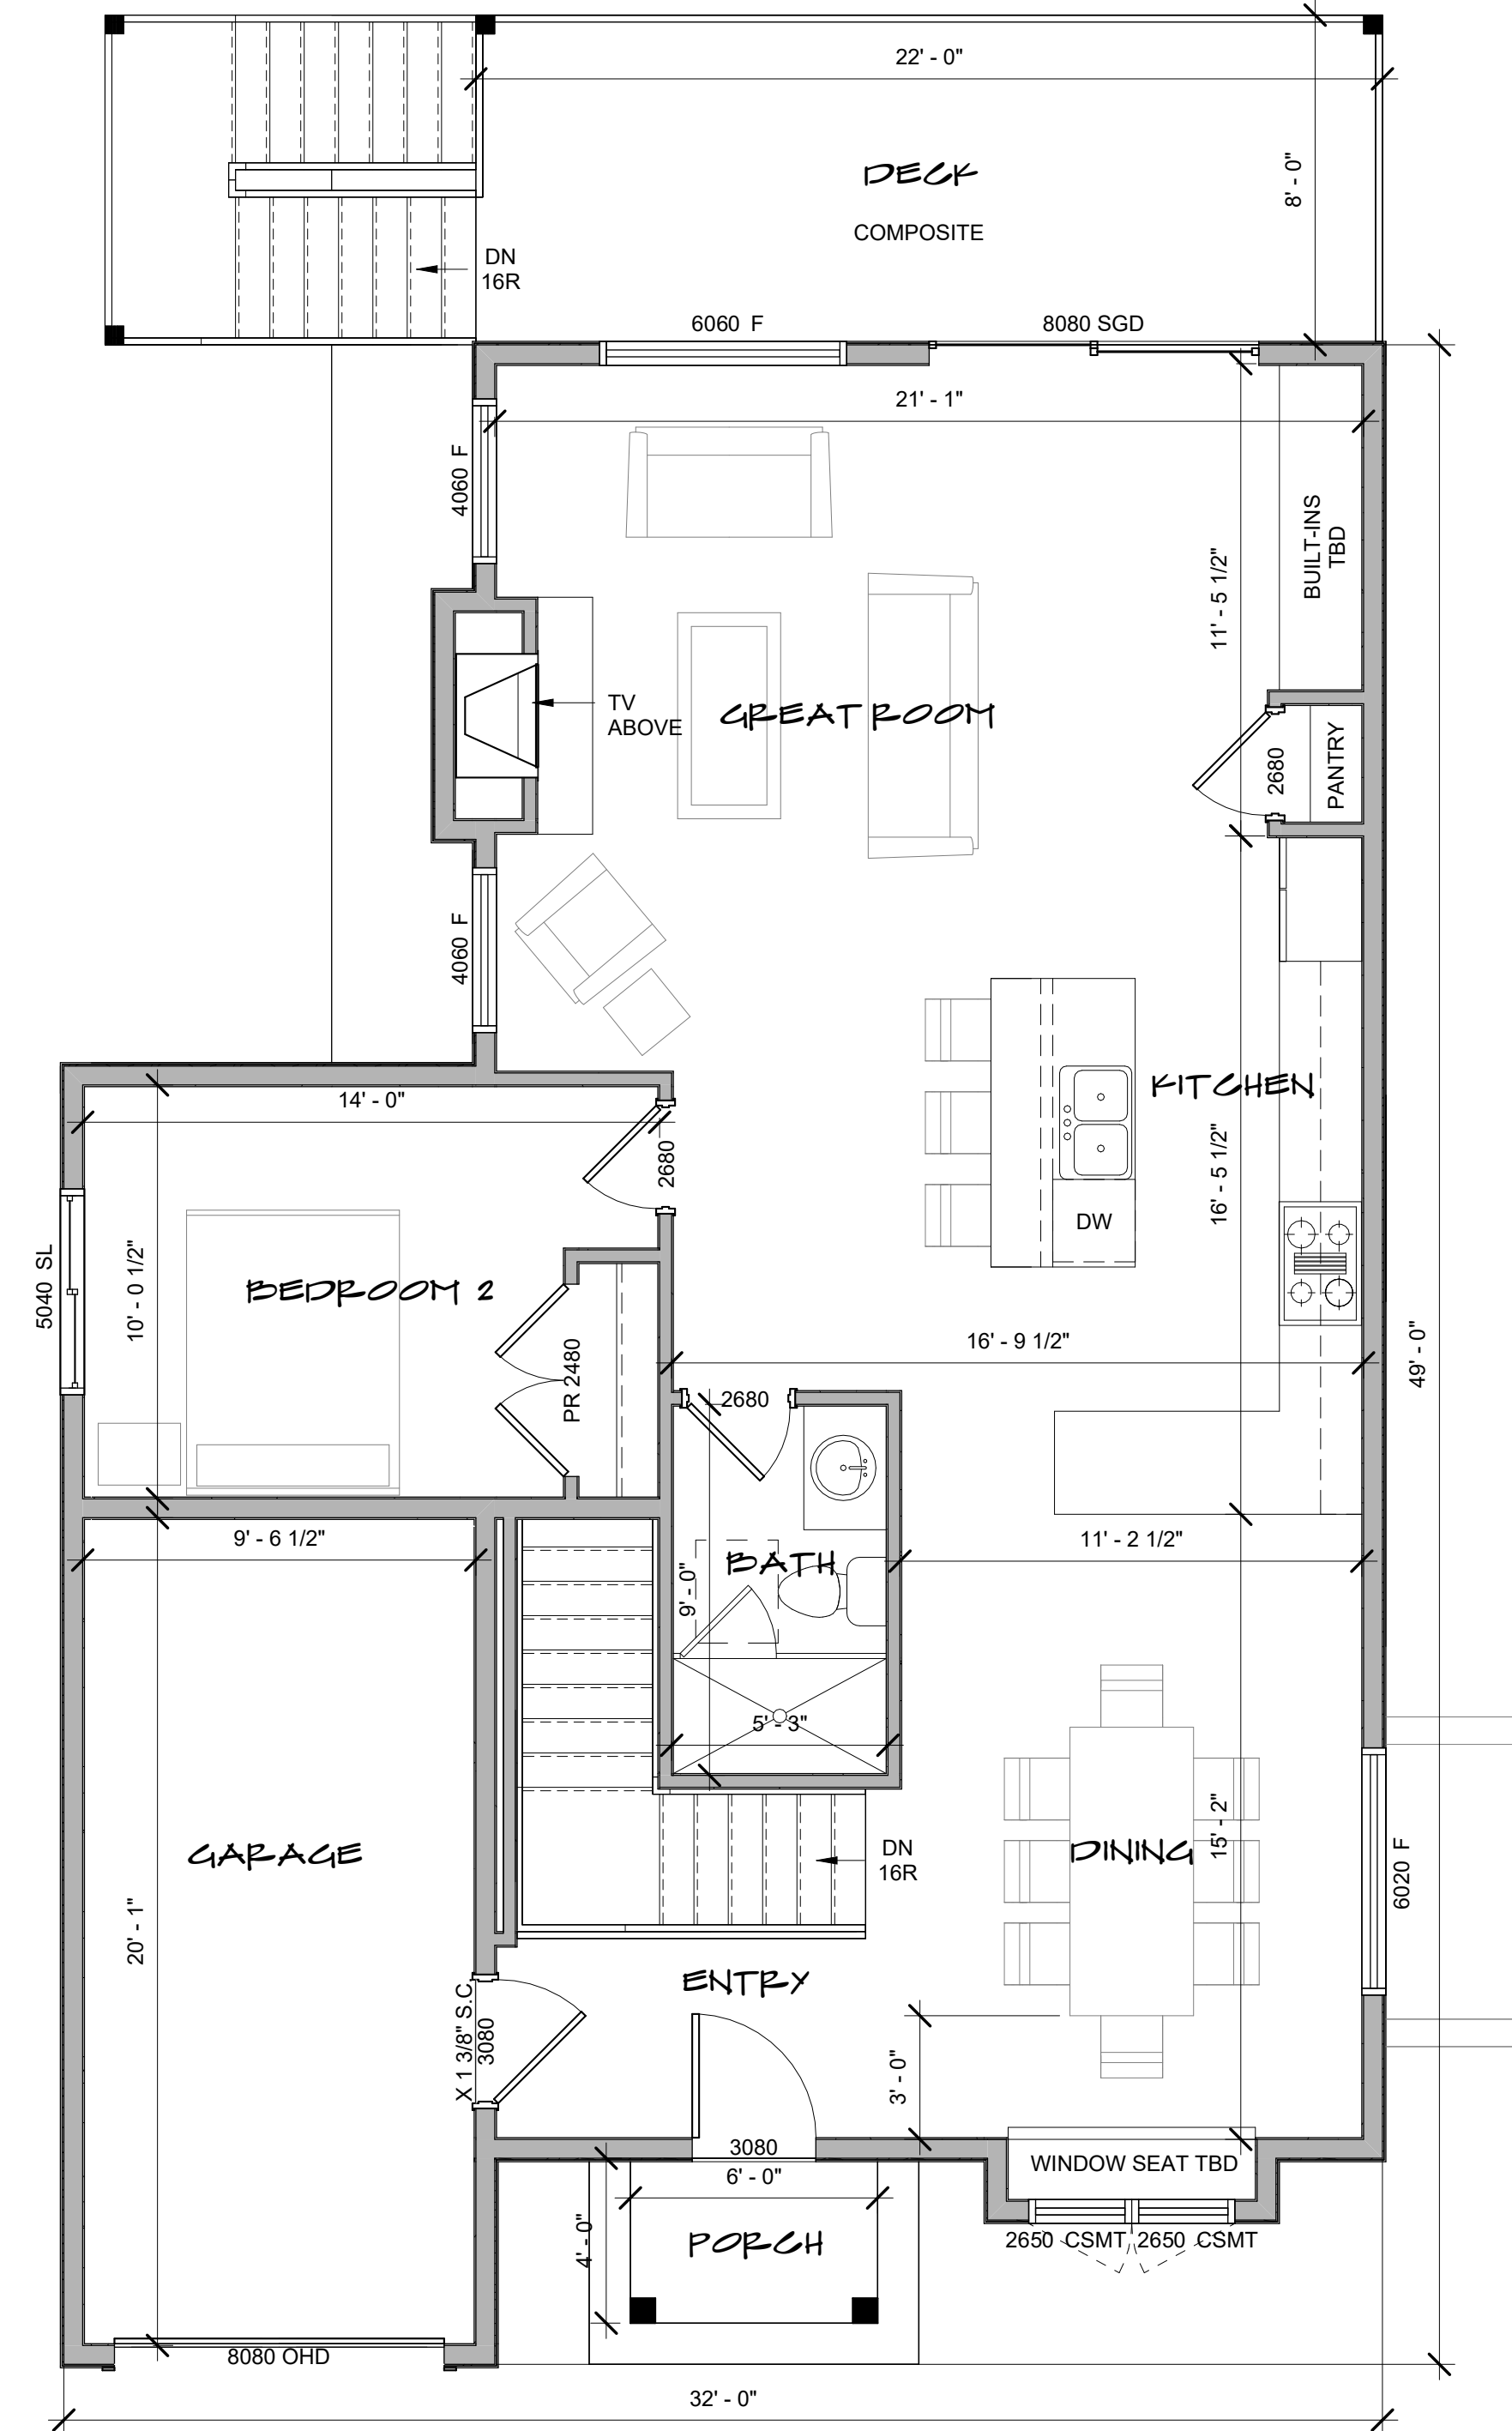 22' - 0"
DECK
8' - 0"
COMPOSITE
DN
16R
6060 F
8080 SGD
21' - 1"
4060 F
11' - 5 1/2"
BUILT-INS
TBD
TV
ABOVE
GREAT ROOM
2680
PANTRY
4060 F
KITCHEN
14' - 0"
2680
16' - 5 1/2"
DW
5040 SL
10' - 0 1/2"
BEDROOM 2
16' - 9 1/2"
49' - 0"
PR 2480
2680
9' - 6 1/2"
11' - 2 1/2"
BATH
9' - 0"
5' - 3"
GARAGE
DN
16R
DINING
15' - 2"
6020 F
20' - 1"
ENTRY
X 1 3/8" S.C.
3080
3' - 0"
3080
6' - 0"
WINDOW SEAT TBD
4' - 0"
PORCH
2650 CSMT
2650 CSMT
8080 OHD
32' - 0"